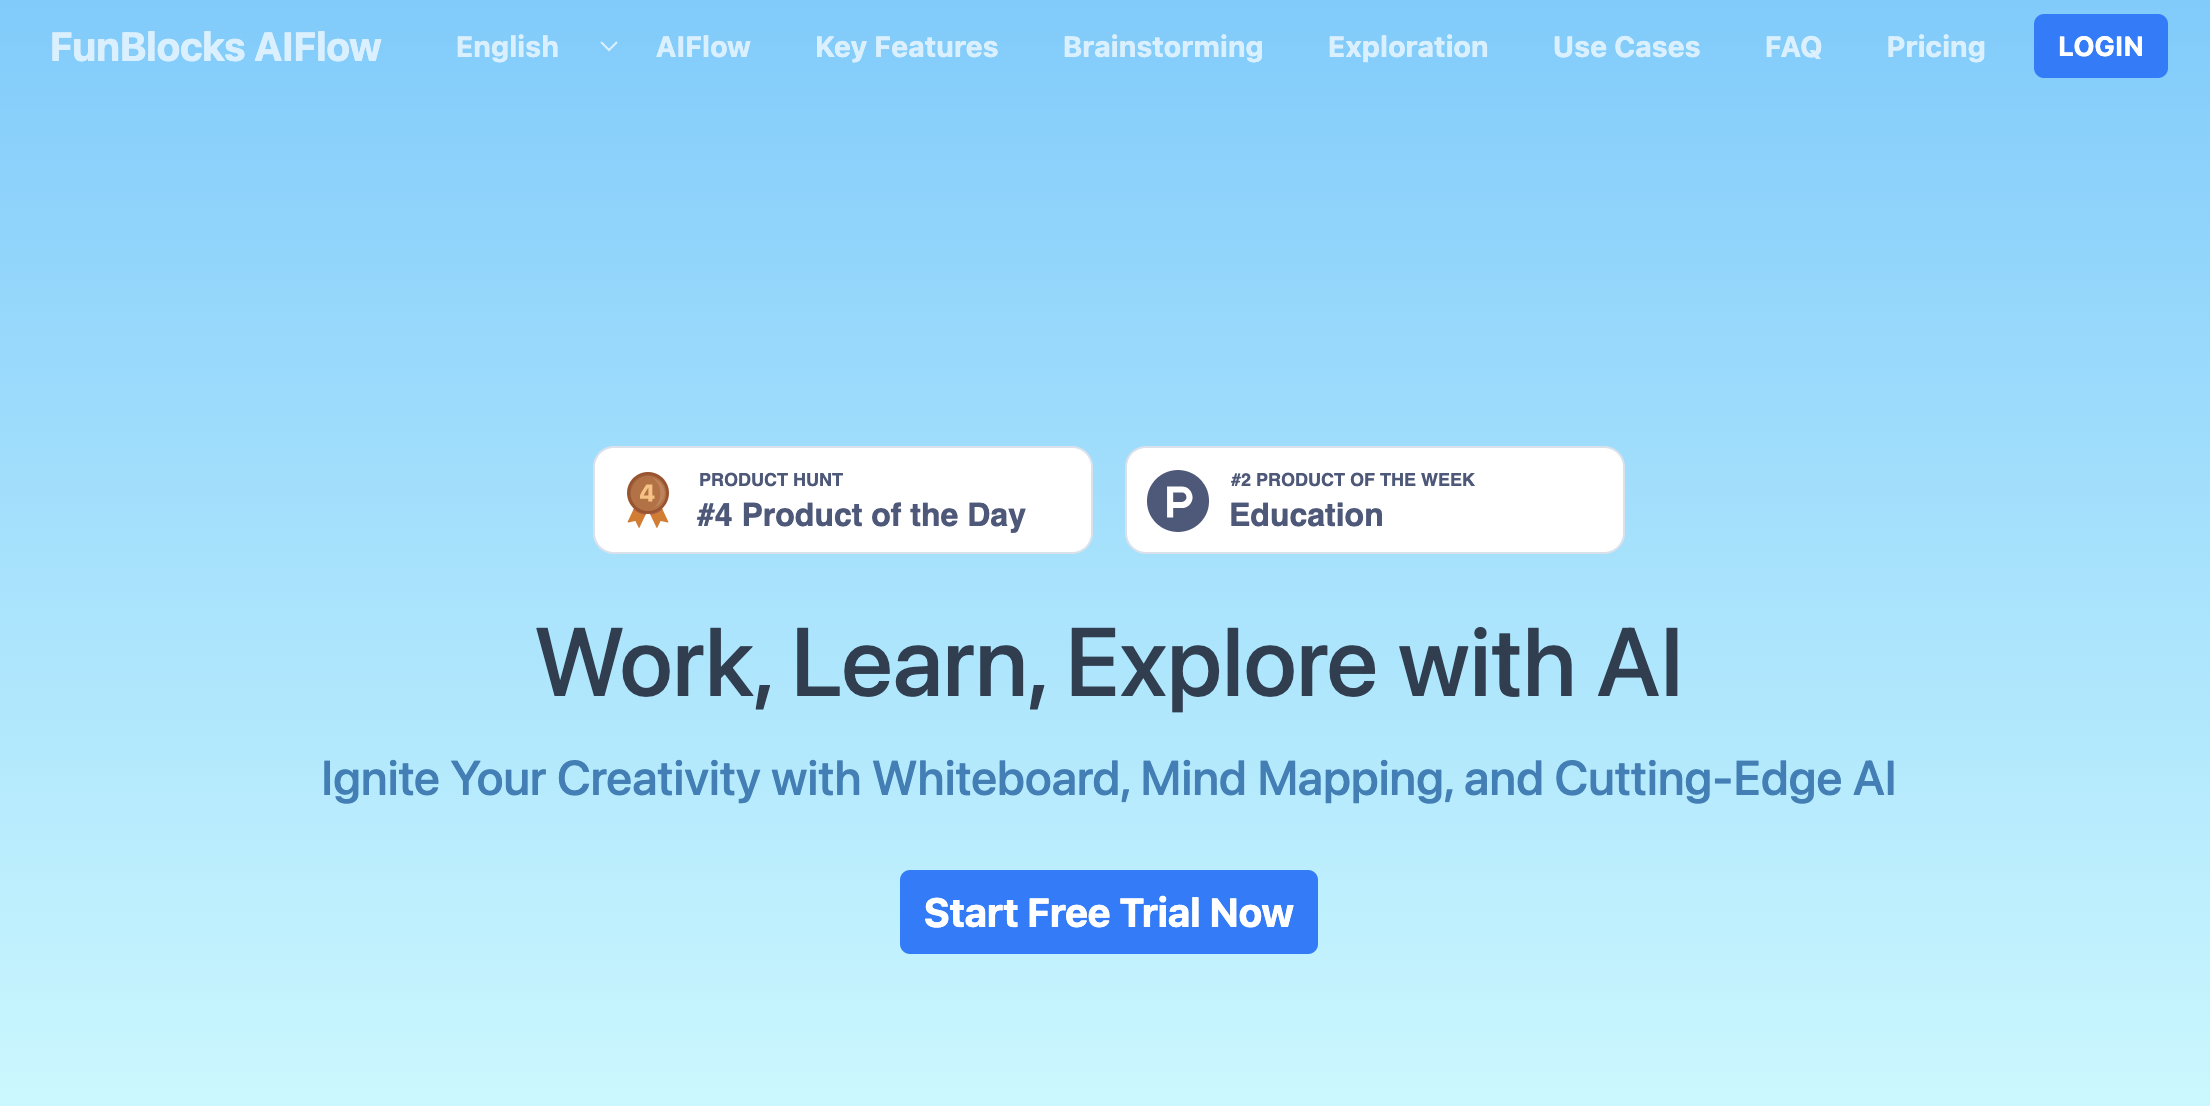 FunBlocks AIFlow
English
AIFlow
Key Features
Brainstorming
Exploration
Use Cases
FAQ
Pricing
LOGIN
4
PRODUCT HUNT
#4 Product of the Day
P
#2 PRODUCT OF THE WEEK
Education
Work, Learn, Explore with AI
Ignite Your Creativity with Whiteboard, Mind Mapping, and Cutting-Edge AI
Start Free Trial Now